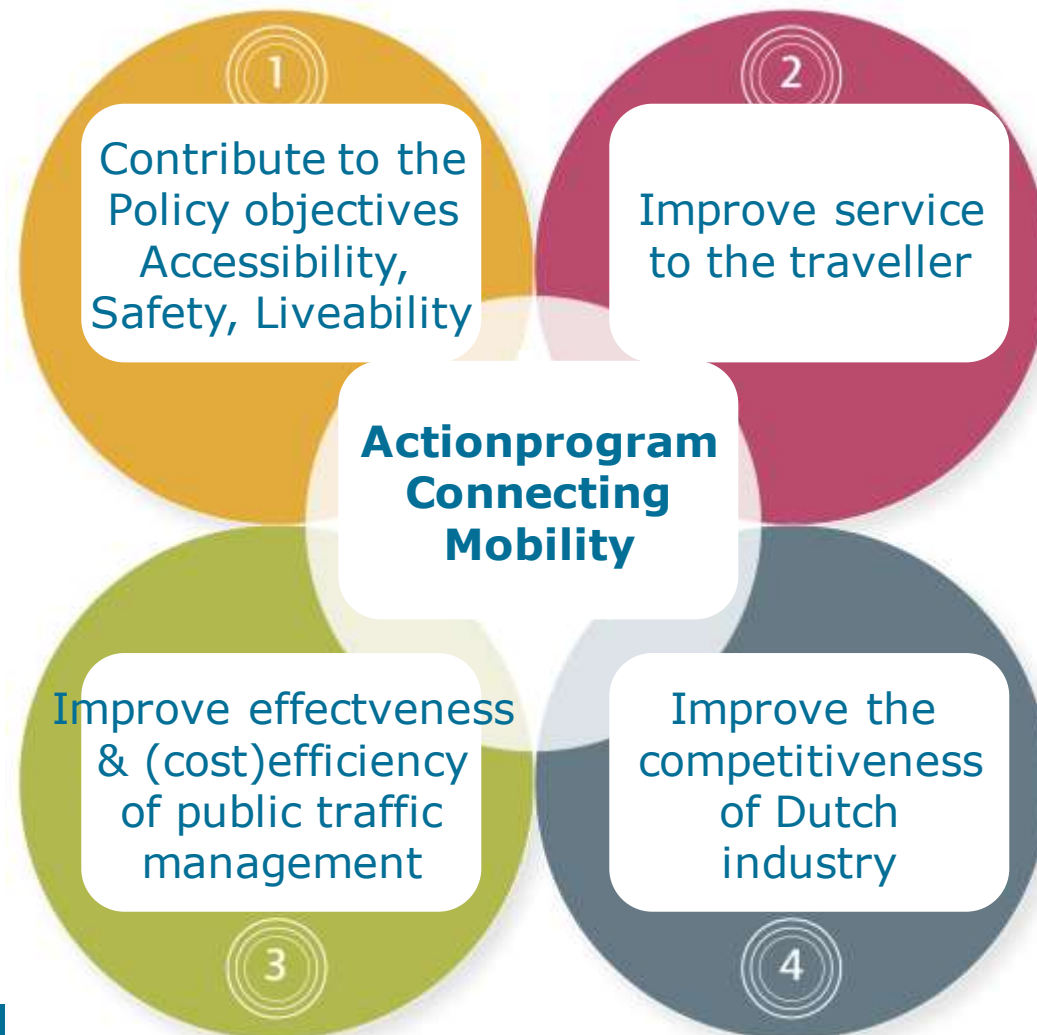 1
Contribute to the
Policy objectives
Accessibility,
Safety, Liveability
2
Improve service
to the traveller
Actionprogram
Connecting
Mobility
Improve effectveness
& (cost)efficiency
of public traffic
management
3
Improve the
competitiveness
of Dutch
industry
4